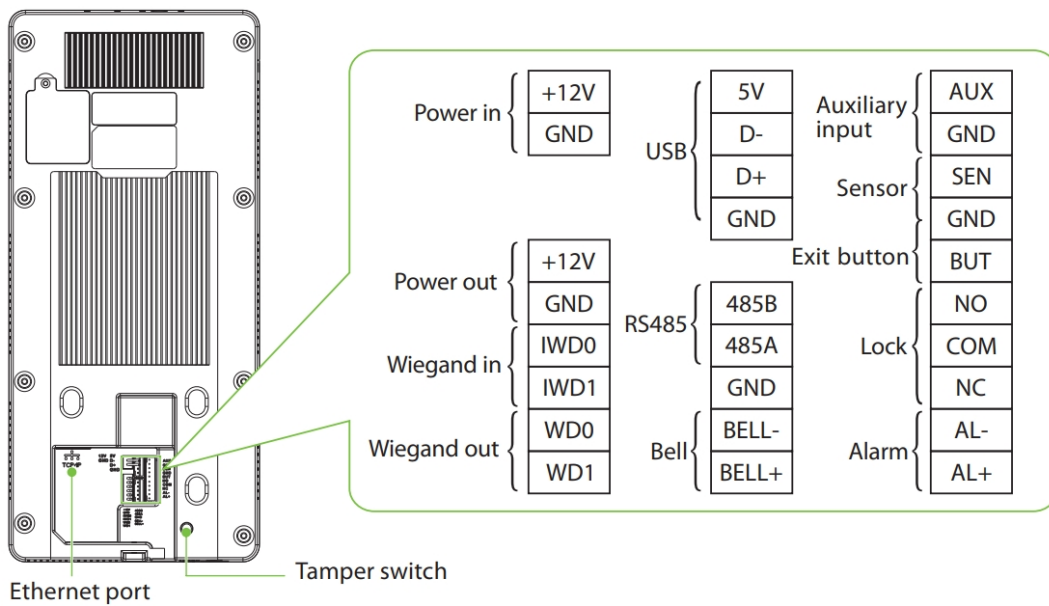 Power in
+12V
GND
Power out
+12V
GND
Wiegand in
IWD0
IWD1
Wiegand out
WD0
WD1
USB
5V
D-
D+
GND
RS485
485B
485A
GND
Bell
BELL-
BELL+
Auxiliary
input
AUX
GND
Sensor
SEN
GND
Exit button
BUT
Lock
NO
COM
NC
Alarm
AL-
AL+
TCP-IP
Tamper switch
Ethernet port